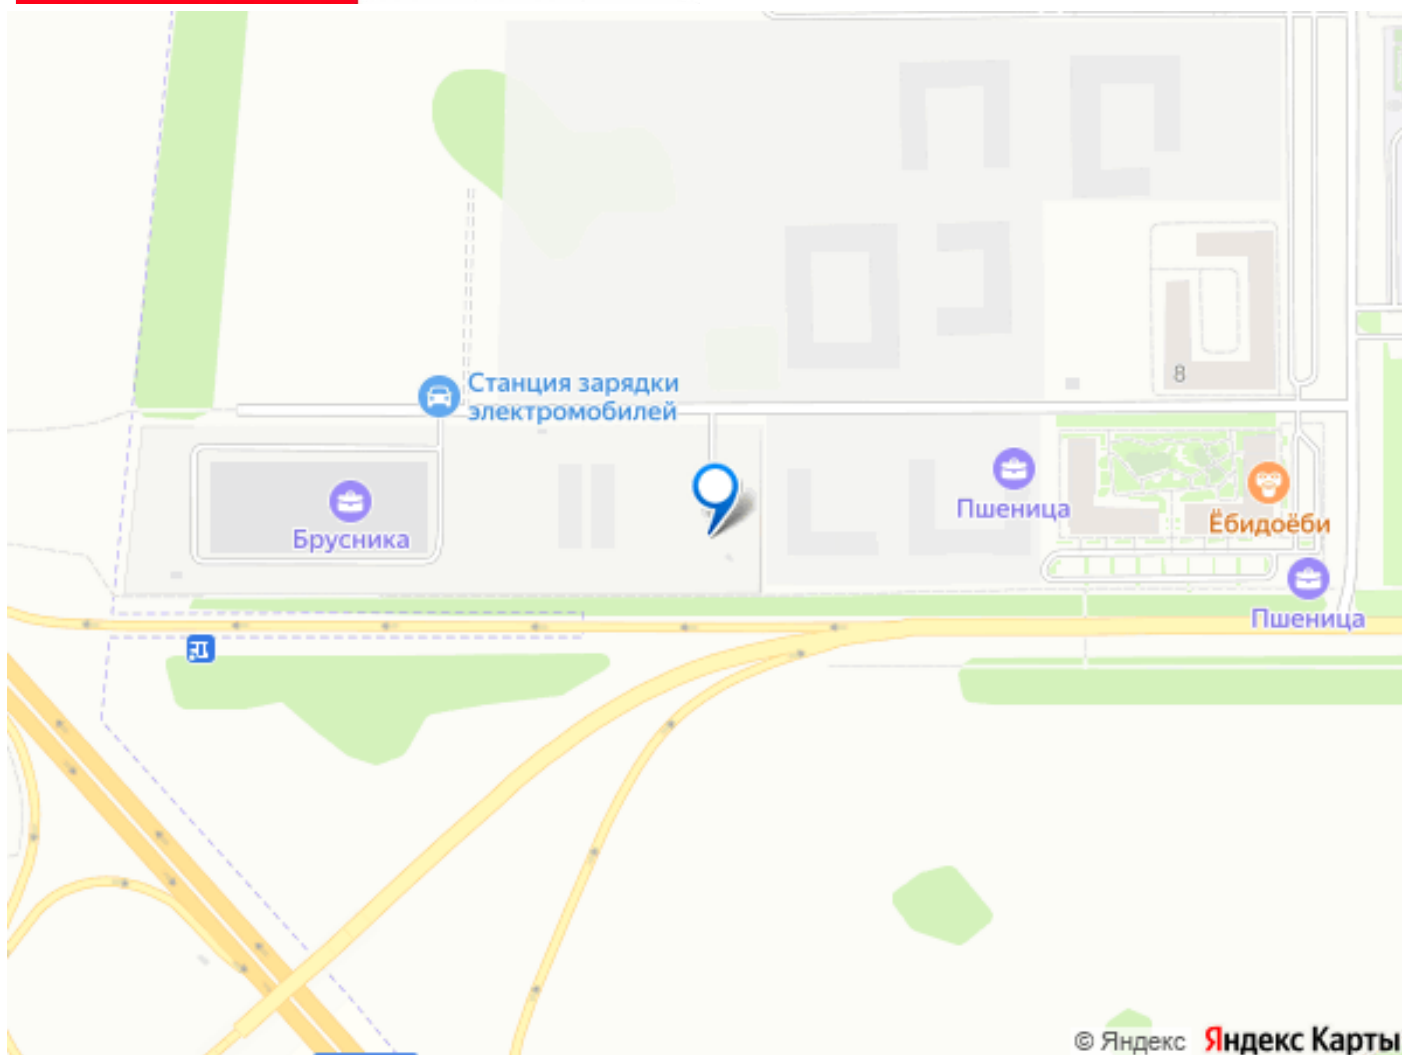 Станция зарядки
электромобилей
8
Пшеница
Ёбидоёби
Брусника
Пшеница
© Яндекс Яндекс Карты